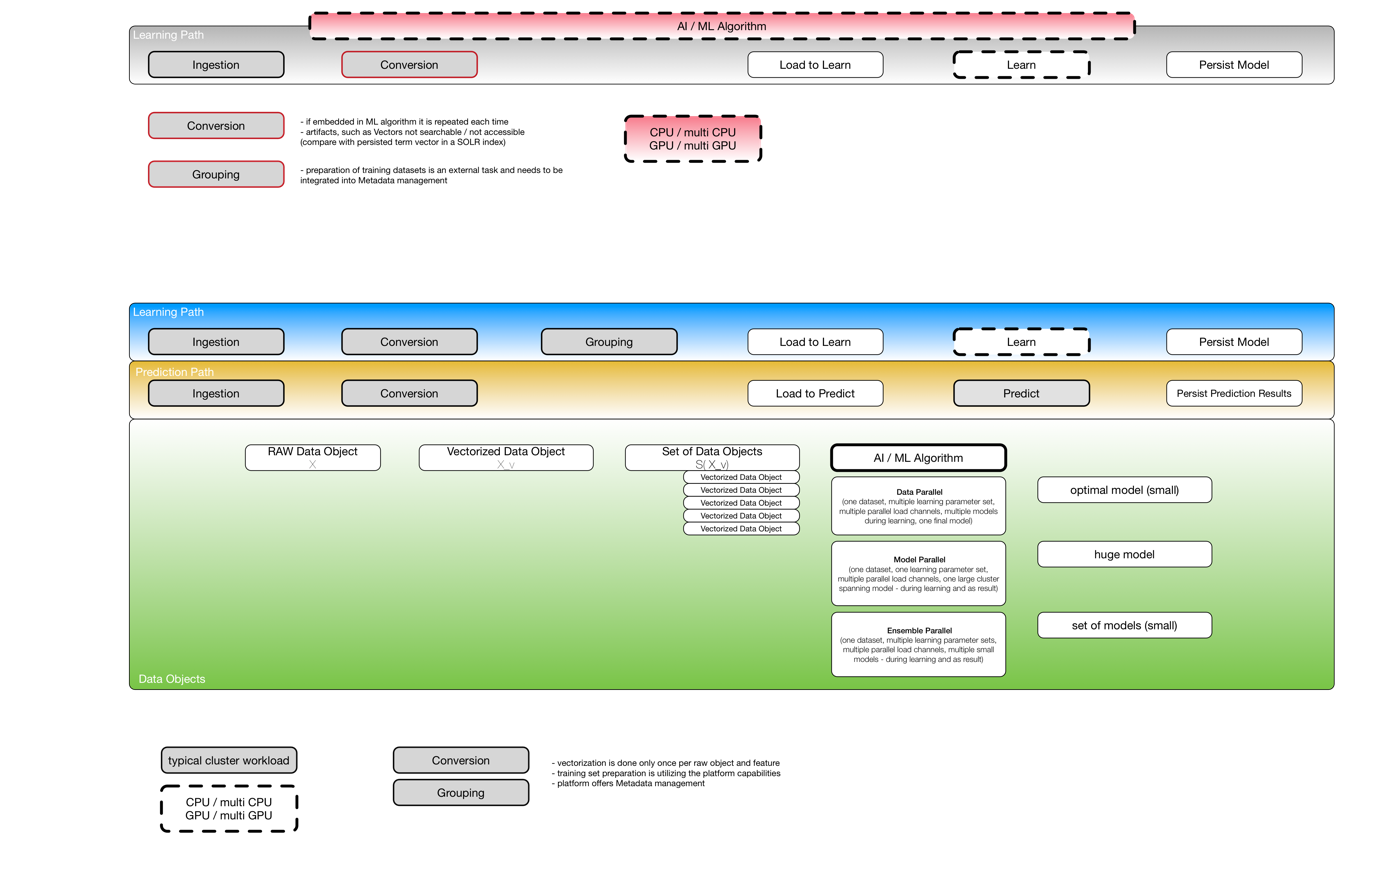 AI / ML Algorithm
Learning Path
Ingestion
Conversion
Load to Learn
Learn
Persist Model
Conversion
- if embedded in ML algorithm it is repeated each time
- artifacts, such as Vectors not searchable / not accessible
(compare with persisted term vector in a SOLR index)
CPU / multi CPU
GPU / multi GPU
Grouping
- preparation of training datasets is an external task and needs to be
integrated into Metadata management
Learning Path
Ingestion
Conversion
Grouping
Load to Learn
Learn
Persist Model
Prediction Path
Ingestion
Conversion
Load to Predict
Predict
Persist Prediction Results
RAW Data Object
X
Vectorized Data Object
X_v
Set of Data Objects
S( X_v)
Vectorized Data Object
Vectorized Data Object
Vectorized Data Object
Vectorized Data Object
Vectorized Data Object
AI / ML Algorithm
Data Parallel
(one dataset, multiple learning parameter set,
multiple parallel load channels, multiple models
during learning, one final model)
optimal model (small)
Model Parallel
(one dataset, one learning parameter set,
multiple parallel load channels, one large cluster
spanning model - during learning and as result)
huge model
Ensemble Parallel
(one dataset, multiple learning parameter sets,
multiple parallel load channels, multiple small
models - during learning and as result)
set of models (small)
Data Objects
typical cluster workload
CPU / multi CPU
GPU / multi GPU
Conversion
Grouping
- vectorization is done only once per raw object and feature
- training set preparation is utilizing the platform capabilities
- platform offers Metadata management